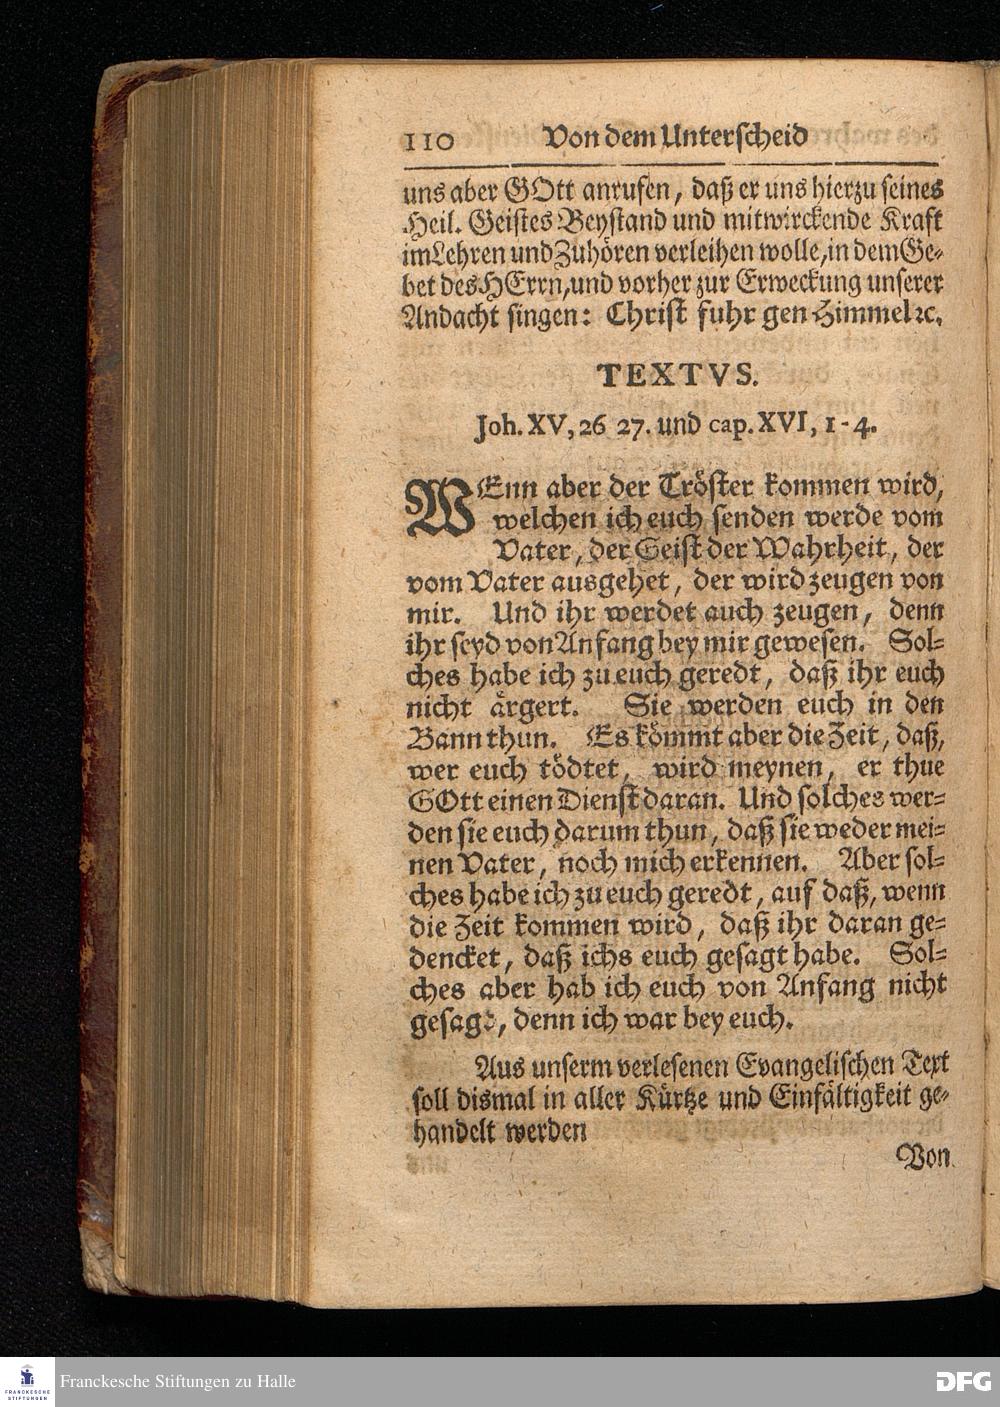 110 Von dem Unterscheid
uns aber GOtt anrufen, daß er uns hierzu seines
Heil. Geistes Beystand und mitwirckende Kraft
im Lehren und Zuhören verleihen wolle, in dem Ge-
bet des HErrn, und vorher zur Erweckung unserer
Andacht singen: Christ fuhr gen Himmel ꝛc.
TEXTVS.
Joh. XV, 26 27. und cap. XVI, 1-4.
WEnn aber der Tröster kommen wird,
welchen ich euch senden werde vom
Vater, der Geist der Wahrheit, der
vom Vater ausgehet, der wird zeugen von
mir. Und ihr werdet auch zeugen, denn
ihr seyd von Anfang bey mir gewesen. Sol-
ches habe ich zu euch geredt, daß ihr euch
nicht ärgert. Sie werden euch in den
Bann thun. Es kömmt aber die Zeit, daß,
wer euch tödtet, wird meynen, er thue
GOtt einen Dienst daran. Und solches wer-
den sie euch darum thun, daß sie weder mei-
nen Vater, noch mich erkennen. Aber sol-
ches habe ich zu euch geredt, auf daß, wenn
die Zeit kommen wird, daß ihr daran ge-
dencket, daß ichs euch gesagt habe. Sol-
ches aber hab ich euch von Anfang nicht
gesagt, denn ich war bey euch.
Aus unserm verlesenen Evangelischen Text
soll dismal in aller Kürtze und Einfältigkeit ge-
handelt werden
Von
FRANCKESCHE
STIFTUNGEN
Franckesche Stiftungen zu Halle
DFG